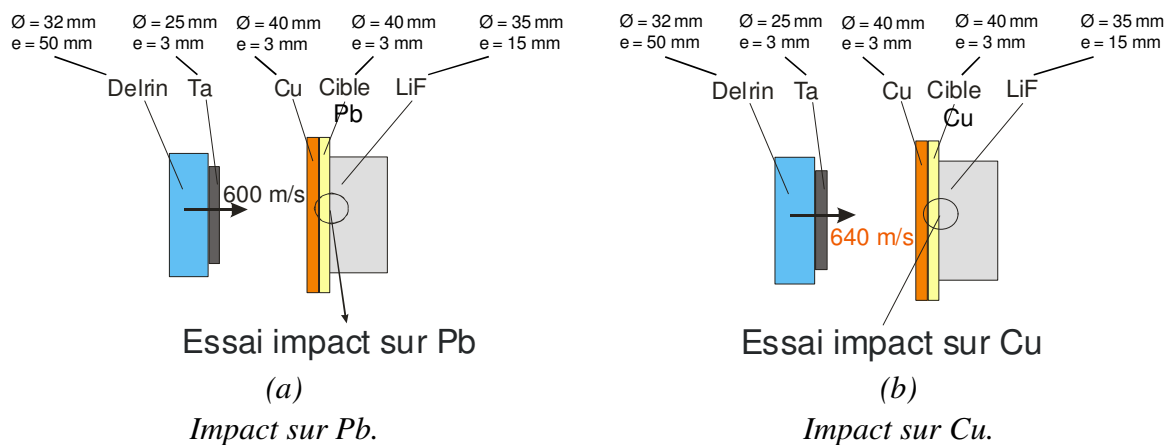 Ø = 32 mm Ø = 25 mm Ø = 40 mm Ø = 40 mm Ø = 35 mm
e = 50 mm e = 3 mm e = 3 mm e = 3 mm e = 15 mm
Delrin Ta Cu Cible LiF
Pb
600 m/s
Essai impact sur Pb
(a)
Impact sur Pb.
Ø = 32 mm Ø = 25 mm Ø = 40 mm Ø = 40 mm Ø = 35 mm
e = 50 mm e = 3 mm e = 3 mm e = 3 mm e = 15 mm
Delrin Ta Cu Cible LiF
Cu
640 m/s
Essai impact sur Cu
(b)
Impact sur Cu.